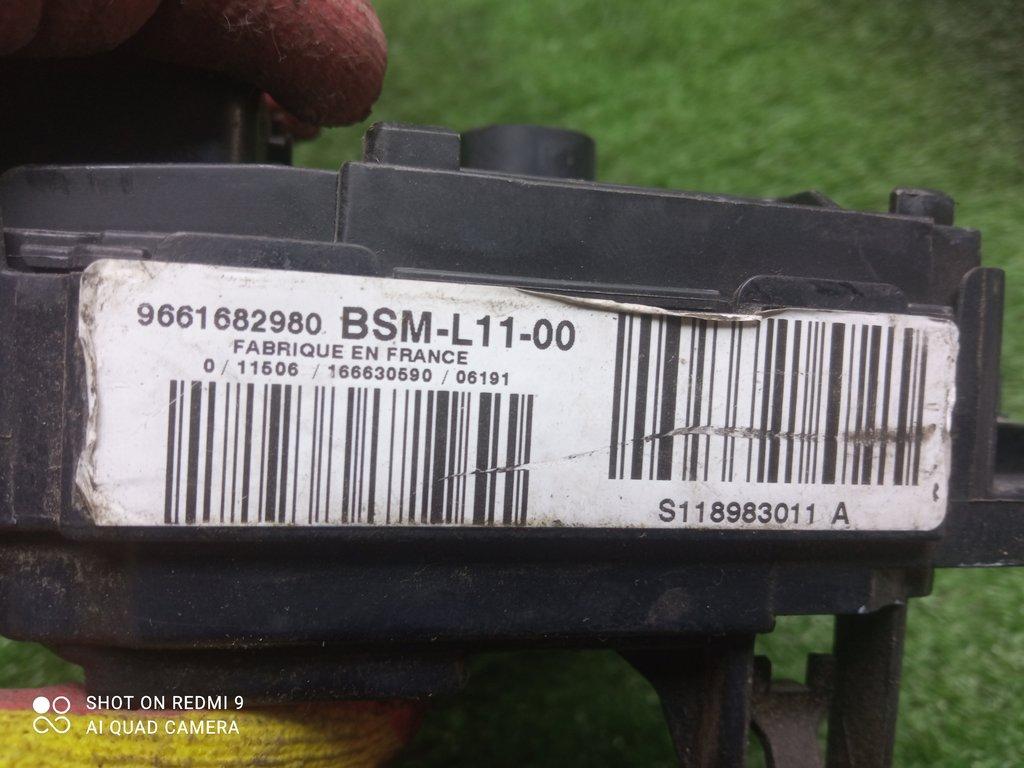 9661682980 BSM-L11-00
FABRIQUE EN FRANCE
0 / 11506 / 166630590 / 06191
S118983011 A
SHOT ON REDMI 9
AI QUAD CAMERA